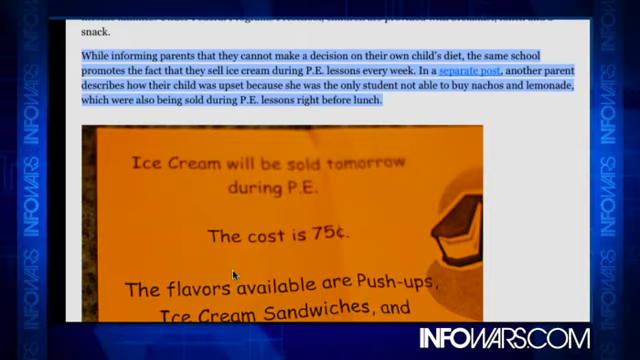 snack.
While informing parents that they cannot make a decision on their own child's diet, the same school
promotes the fact that they sell ice cream during P.E. lessons every week. In a separate post, another parent
describes how their child was upset because she was the only student not able to buy nachos and lemonade,
which were also being sold during P.E. lessons right before lunch.
Ice Cream will be sold tomorrow
during P.E.
The cost is 75¢.
The flavors available are Push-ups,
Ice Cream Sandwiches, and
INFOWARS
INFOWARS
INFOWARS
INFOWARS
INFOWARS.COM